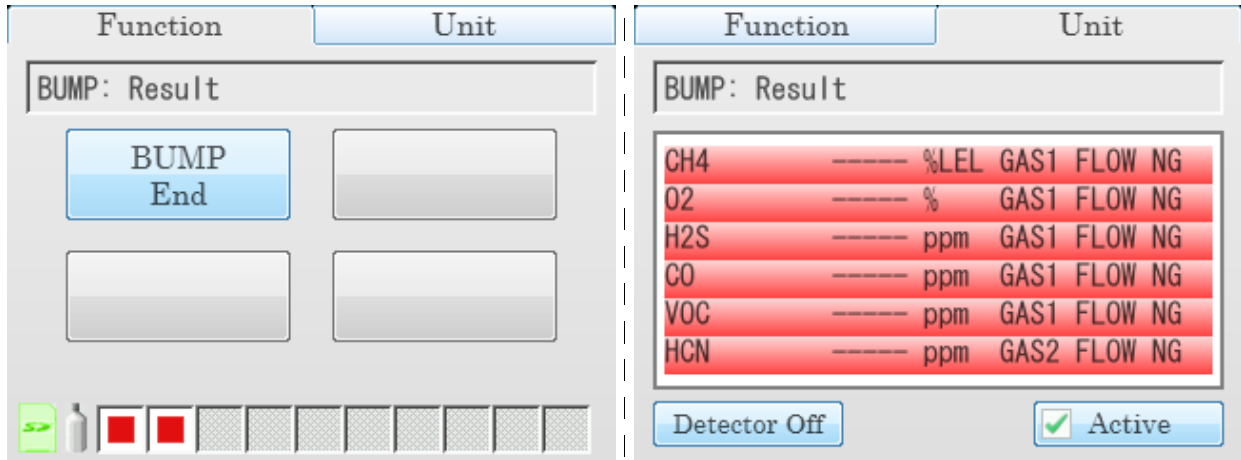 Function Unit
BUMP: Result
BUMP
End
SD
Function Unit
BUMP: Result
CH4 ----- %LEL GAS1 FLOW NG
O2 ----- % GAS1 FLOW NG
H2S ----- ppm GAS1 FLOW NG
CO ----- ppm GAS1 FLOW NG
VOC ----- ppm GAS1 FLOW NG
HCN ----- ppm GAS2 FLOW NG
Detector Off Active